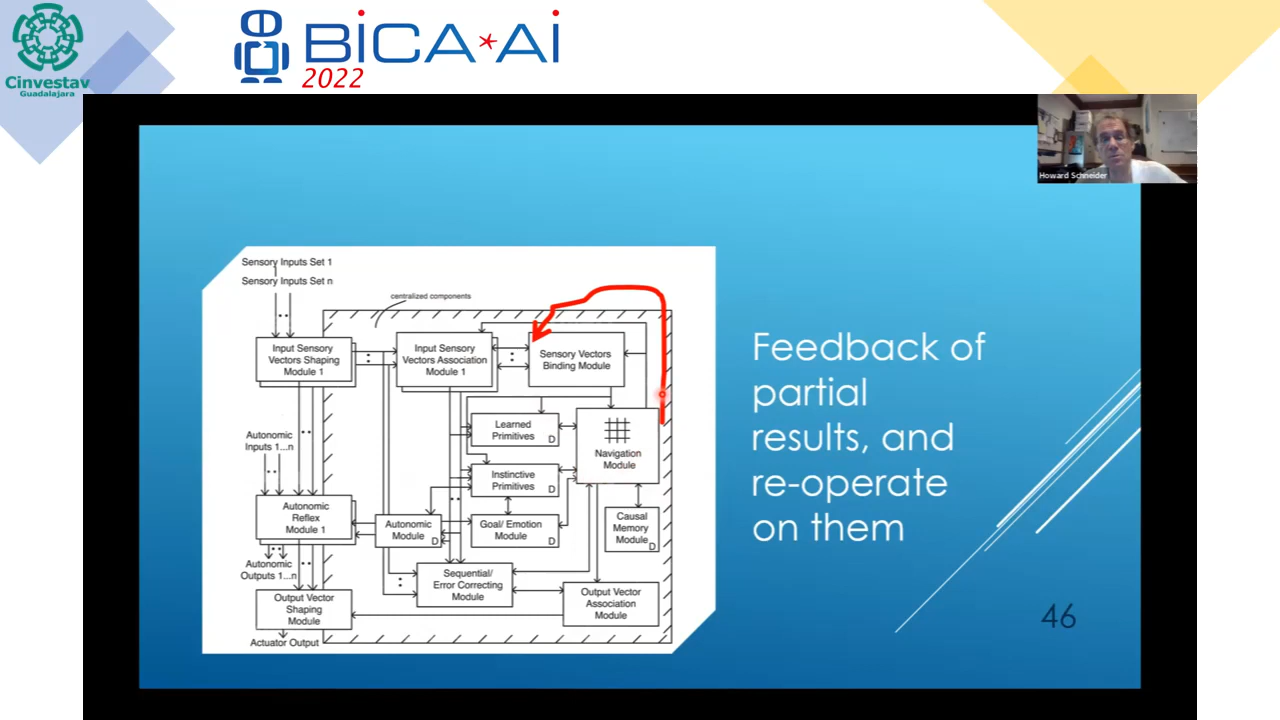 Cinvestav
Guadalajara
BiCA*Ai
2022
Howard Schneider
Sensory Inputs Set 1
Sensory Inputs Set n
centralized components
Input Sensory
Vectors Shaping
Module 1
Input Sensory
Vectors Association
Module 1
Sensory Vectors
Binding Module
Learned
Primitives
D
Navigation
Module
Autonomic
Inputs 1...n
Instinctive
Primitives
D
Autonomic
Reflex
Module 1
Autonomic
Module
D
Goal/ Emotion
Module
D
Causal
Memory
Module
D
Autonomic
Outputs 1...n
Sequential/
Error Correcting
Module
Output Vector
Shaping
Module
Output Vector
Association
Module
Actuator Output
Feedback of
partial
results, and
re-operate
on them
46